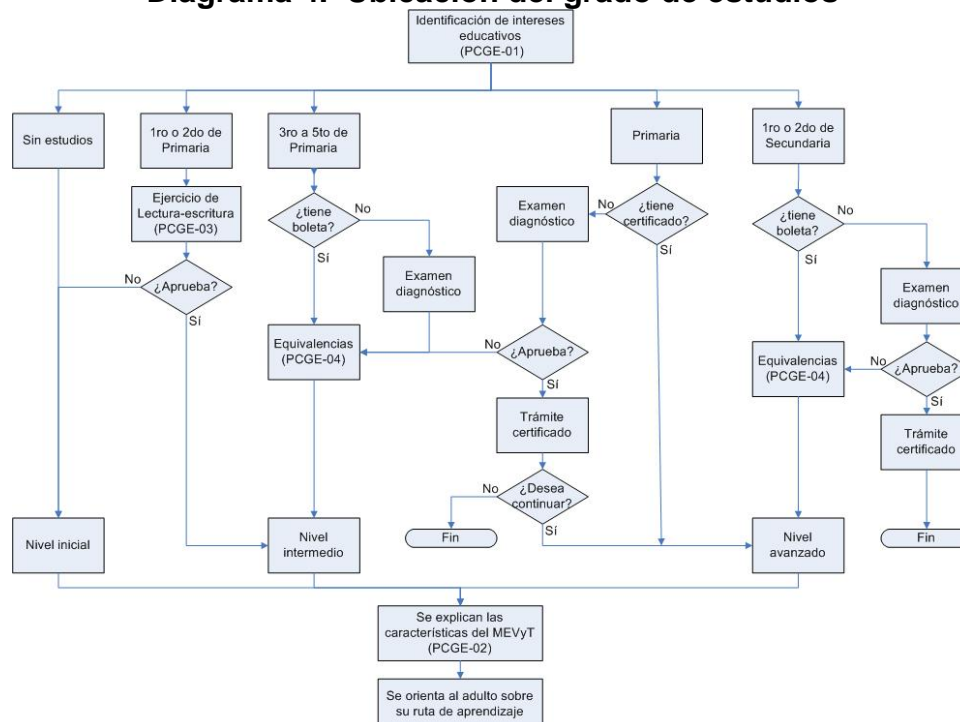 Diagrama 4. Ubicación del grado de estudios
Identificación de intereses
educativos
(PCGE-01)
Sin estudios
1ro o 2do de
Primaria
3ro a 5to de
Primaria
Primaria
1ro o 2do de
Secundaria
Ejercicio de
Lectura-escritura
(PCGE-03)
¿tiene
boleta?
No
Sí
Examen
diagnóstico
No
¿tiene
certificado?
Sí
Examen
diagnóstico
¿tiene
boleta?
No
Sí
Examen
diagnóstico
No
¿Aprueba?
Sí
Equivalencias
(PCGE-04)
No
¿Aprueba?
Sí
Equivalencias
(PCGE-04)
No
¿Aprueba?
Sí
Trámite
certificado
Trámite
certificado
No
¿Desea
continuar?
Sí
Nivel inicial
Nivel
intermedio
Fin
Nivel
avanzado
Fin
Se explican las
características del MEVyT
(PCGE-02)
Se orienta al adulto sobre
su ruta de aprendizaje